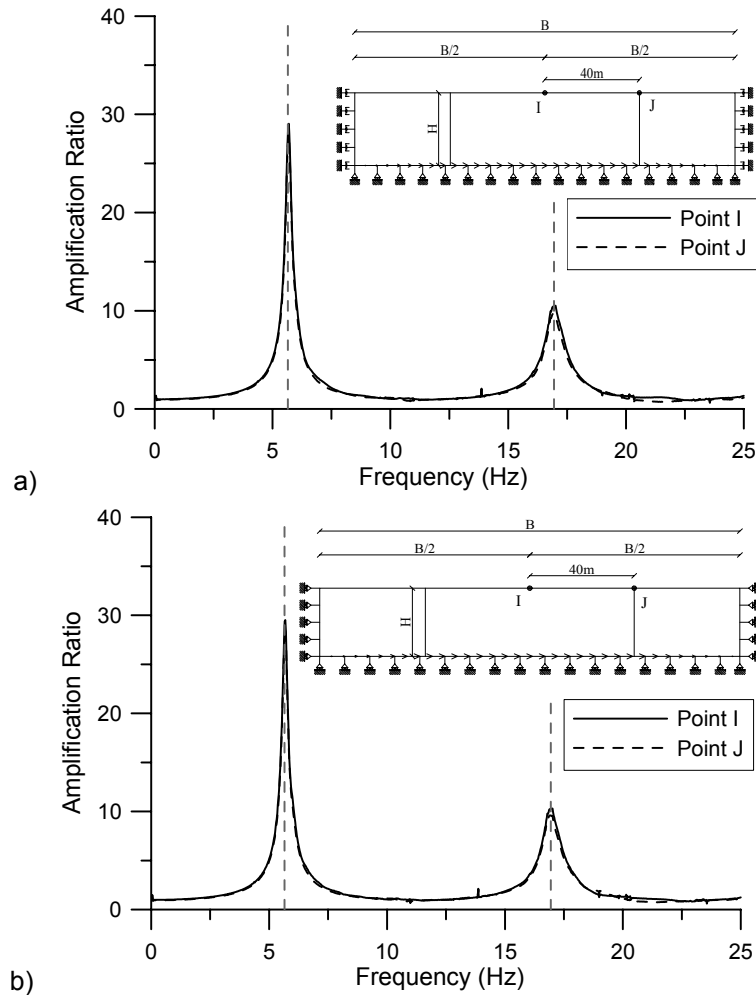 40
30
20
10
0
Amplification Ratio
B
B/2 B/2
40m
I J
H
Point I
Point J
0 5 10 15 20 25
Frequency (Hz)
a)
40
30
20
10
0
Amplification Ratio
B
B/2 B/2
40m
I J
H
Point I
Point J
0 5 10 15 20 25
Frequency (Hz)
b)